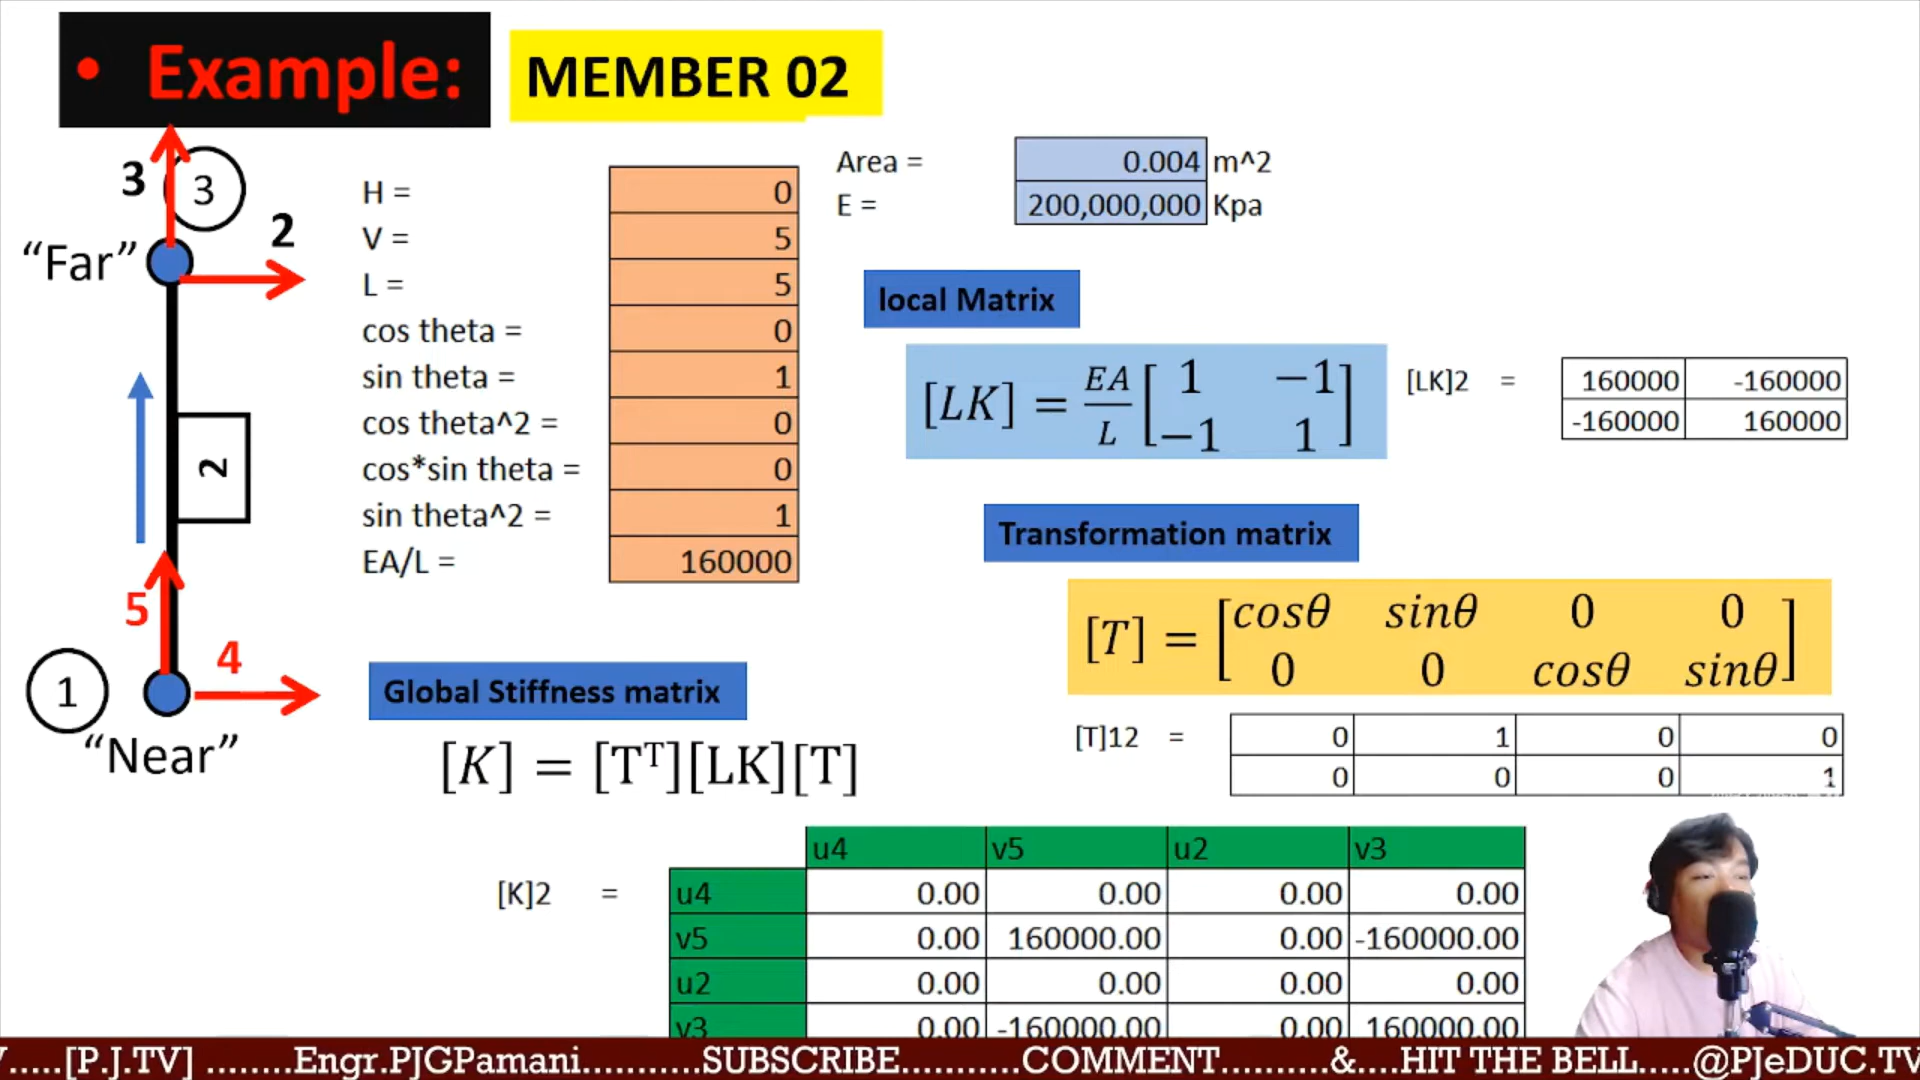 • Example:
MEMBER 02
3
3
2
“Far”
2
5
4
1
“Near”
H = 0
V = 5
L = 5
cos theta = 0
sin theta = 1
cos theta^2 = 0
cos*sin theta = 0
sin theta^2 = 1
EA/L = 160000
Area = 0.004 m^2
E = 200,000,000 Kpa
local Matrix
[LK] = EA/L [1 −1
−1 1]
[LK]2 = 160000 -160000
-160000 160000
Transformation matrix
[T] = [cosθ sinθ 0 0
0 0 cosθ sinθ]
[T]12 = 0 1 0 0
0 0 0 1
Global Stiffness matrix
[K] = [Tᵀ][LK][T]
u4 v5 u2 v3
[K]2 = u4 0.00 0.00 0.00 0.00
v5 0.00 160000.00 0.00 -160000.00
u2 0.00 0.00 0.00 0.00
v3 0.00 -160000.00 0.00 160000.00
.....[P.J.TV] ........Engr.PJGPamani...........SUBSCRIBE...........COMMENT..........&....HIT THE BELL.....@PJeDUC.TV